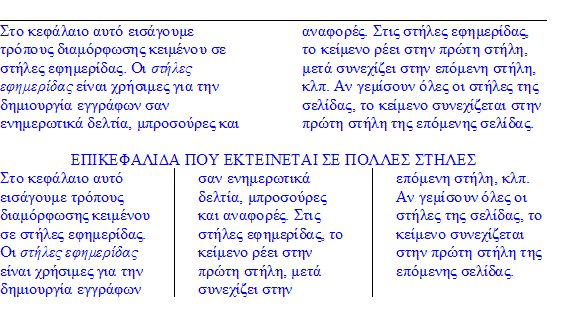 Στο κεφάλαιο αυτό εισάγουμε
τρόπους διαμόρφωσης κειμένου σε
στήλες εφημερίδας. Οι στήλες
εφημερίδας είναι χρήσιμες για την
δημιουργία εγγράφων σαν
ενημερωτικά δελτία, μπροσούρες και
αναφορές. Στις στήλες εφημερίδας,
το κείμενο ρέει στην πρώτη στήλη,
μετά συνεχίζει στην επόμενη στήλη,
κλπ. Αν γεμίσουν όλες οι στήλες της
σελίδας, το κείμενο συνεχίζεται στην
πρώτη στήλη της επόμενης σελίδας.
ΕΠΙΚΕΦΑΛΙΔΑ ΠΟΥ ΕΚΤΕΙΝΕΤΑΙ ΣΕ ΠΟΛΛΕΣ ΣΤΗΛΕΣ
Στο κεφάλαιο αυτό
εισάγουμε τρόπους
διαμόρφωσης κειμένου
σε στήλες εφημερίδας.
Οι στήλες εφημερίδας
είναι χρήσιμες για την
δημιουργία εγγράφων
σαν ενημερωτικά
δελτία, μπροσούρες
και αναφορές. Στις
στήλες εφημερίδας, το
κείμενο ρέει στην
πρώτη στήλη, μετά
συνεχίζει στην
επόμενη στήλη, κλπ.
Αν γεμίσουν όλες οι
στήλες της σελίδας, το
κείμενο συνεχίζεται
στην πρώτη στήλη της
επόμενης σελίδας.